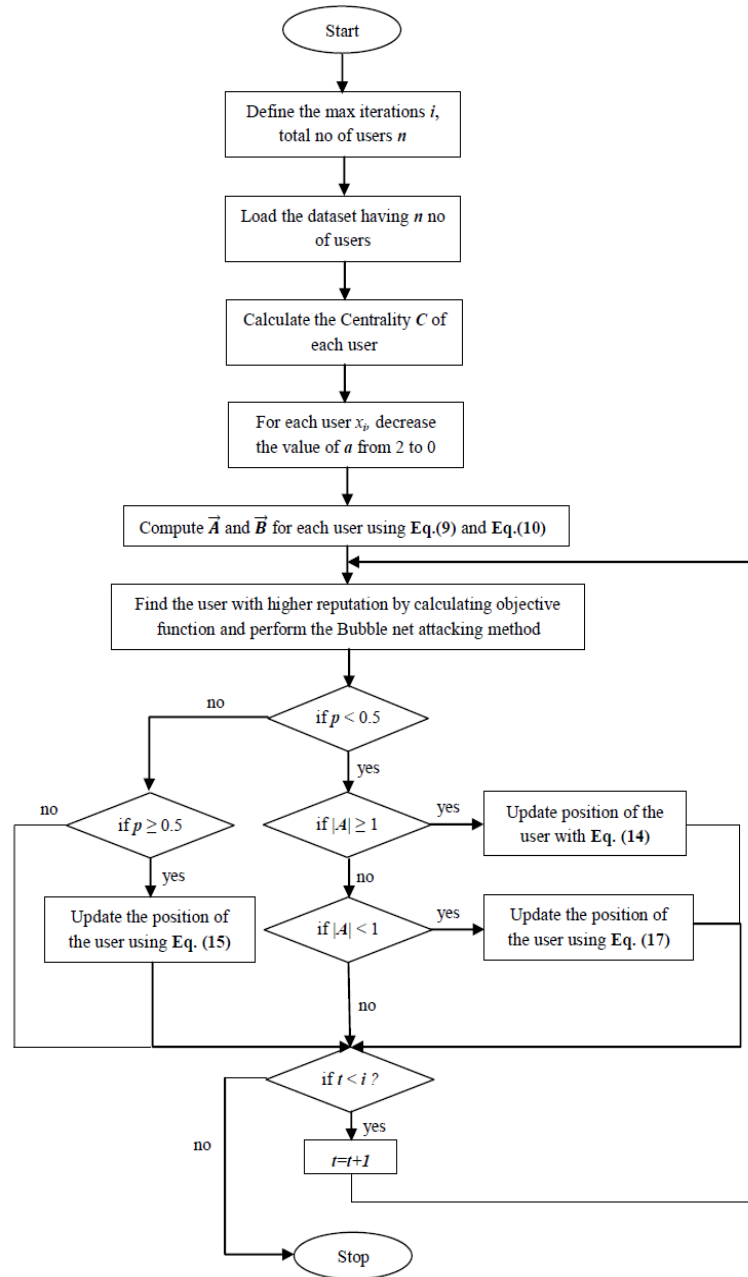 Start
Define the max iterations i,
total no of users n
Load the dataset having n no
of users
Calculate the Centrality C of
each user
For each user xi, decrease
the value of a from 2 to 0
Compute A⃗ and B⃗ for each user using Eq.(9) and Eq.(10)
Find the user with higher reputation by calculating objective
function and perform the Bubble net attacking method
no
if p < 0.5
yes
no
if p ≥ 0.5
yes
Update the position of
the user using Eq. (15)
if |A| ≥ 1
yes
Update position of the
user with Eq. (14)
no
if |A| < 1
yes
Update the position of
the user using Eq. (17)
no
if t < i ?
yes
no
t=t+1
Stop